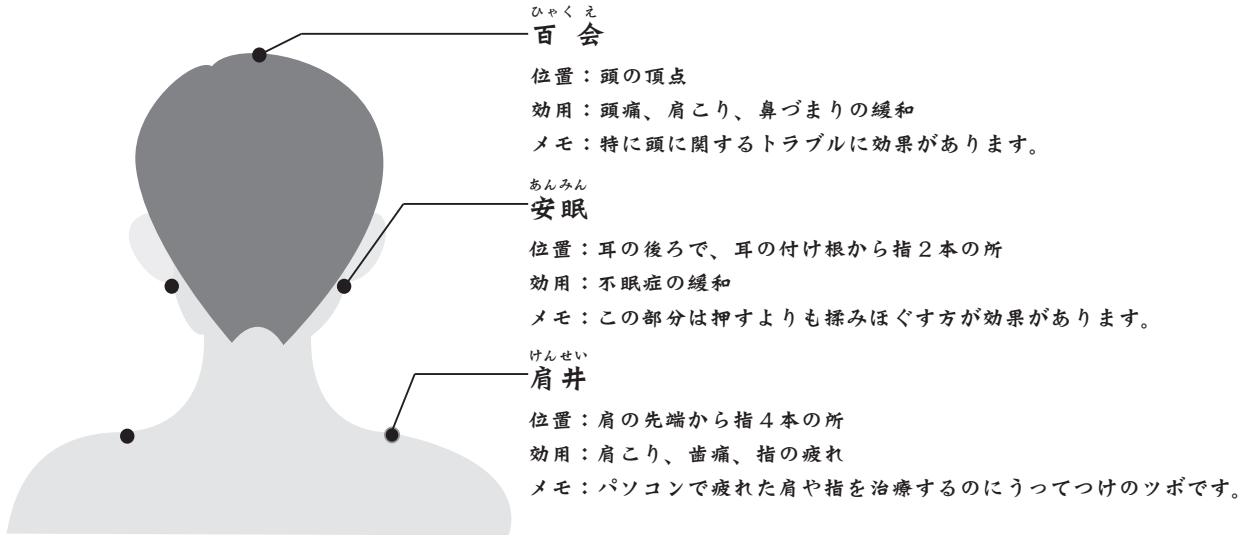 ひゃくえ
百会
位置：頭の頂点
効用：頭痛、肩こり、鼻づまりの緩和
メモ：特に頭に関するトラブルに効果があります。
あんみん
安眠
位置：耳の後ろで、耳の付け根から指２本の所
効用：不眠症の緩和
メモ：この部分は押すよりも揉みほぐす方が効果があります。
けんせい
肩井
位置：肩の先端から指４本の所
効用：肩こり、歯痛、指の疲れ
メモ：パソコンで疲れた肩や指を治療するのにうってつけのツボです。